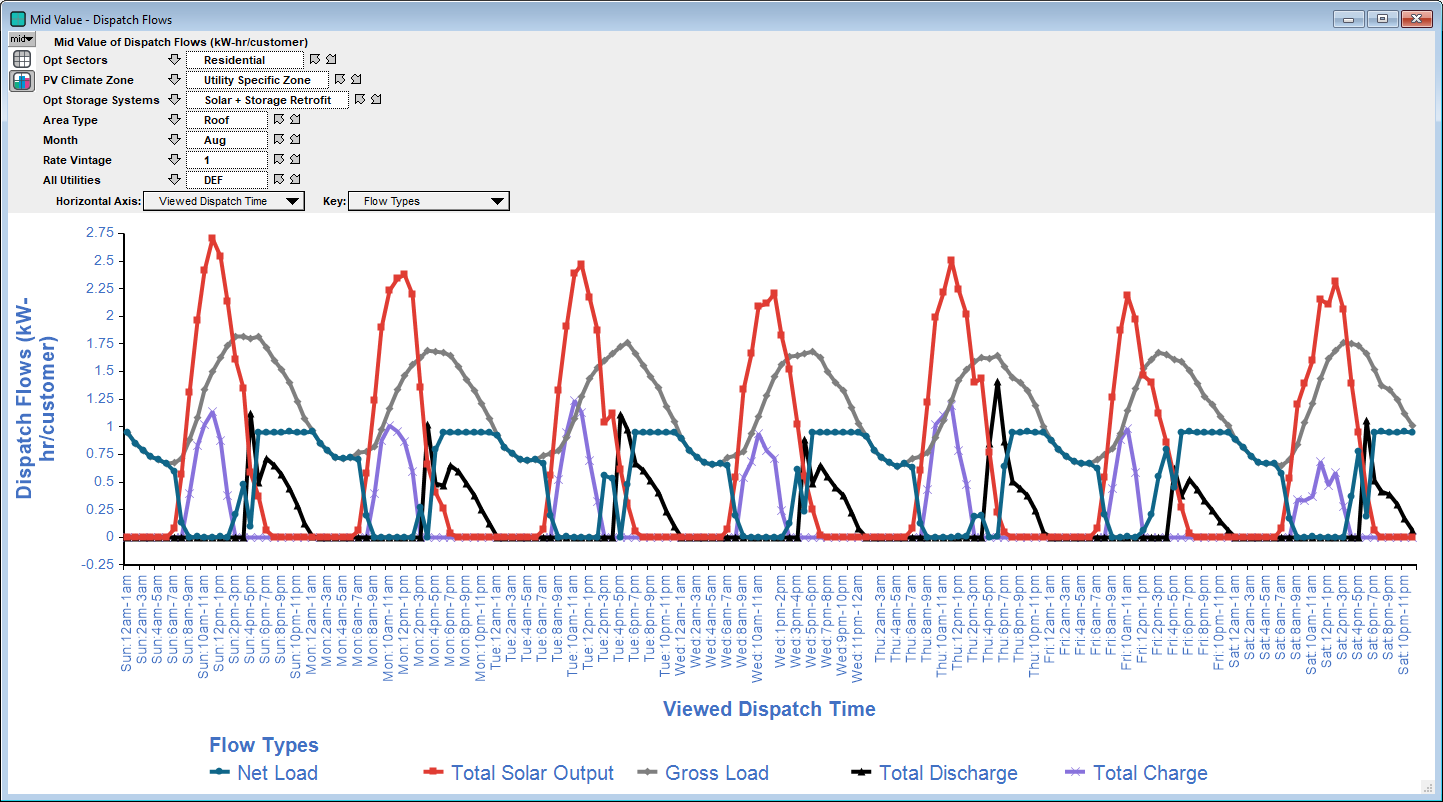 Mid Value - Dispatch Flows
mid
Mid Value of Dispatch Flows (kW-hr/customer)
Opt Sectors Residential
PV Climate Zone Utility Specific Zone
Opt Storage Systems Solar + Storage Retrofit
Area Type Roof
Month Aug
Rate Vintage 1
All Utilities DEF
Horizontal Axis: Viewed Dispatch Time Key: Flow Types
Dispatch Flows (kW-
hr/customer)
2.75
2.5
2.25
2
1.75
1.5
1.25
1
0.75
0.5
0.25
0
-0.25
Sun:12am-1am
Sun:2am-3am
Sun:4am-5am
Sun:6am-7am
Sun:8am-9am
Sun:10am-11am
Sun:12pm-1pm
Sun:2pm-3pm
Sun:4pm-5pm
Sun:6pm-7pm
Sun:8pm-9pm
Sun:10pm-11pm
Mon:12am-1am
Mon:2am-3am
Mon:4am-5am
Mon:6am-7am
Mon:8am-9am
Mon:10am-11am
Mon:12pm-1pm
Mon:2pm-3pm
Mon:4pm-5pm
Mon:6pm-7pm
Mon:8pm-9pm
Mon:10pm-11pm
Tue:12am-1am
Tue:2am-3am
Tue:4am-5am
Tue:6am-7am
Tue:8am-9am
Tue:10am-11am
Tue:12pm-1pm
Tue:2pm-3pm
Tue:4pm-5pm
Tue:6pm-7pm
Tue:8pm-9pm
Tue:10pm-11pm
Wed:12am-1am
Wed:2am-3am
Wed:4am-5am
Wed:6am-7am
Wed:8am-9am
Wed:10am-11am
Wed:1pm-2pm
Wed:3pm-4pm
Wed:5pm-6pm
Wed:7pm-8pm
Wed:9pm-10pm
Wed:11pm-12am
Thu:2am-3am
Thu:4am-5am
Thu:6am-7am
Thu:8am-9am
Thu:10am-11am
Thu:12pm-1pm
Thu:2pm-3pm
Thu:4pm-5pm
Thu:6pm-7pm
Thu:8pm-9pm
Thu:10pm-11pm
Fri:12am-1am
Fri:2am-3am
Fri:4am-5am
Fri:6am-7am
Fri:8am-9am
Fri:10am-11am
Fri:12pm-1pm
Fri:2pm-3pm
Fri:4pm-5pm
Fri:6pm-7pm
Fri:8pm-9pm
Fri:10pm-11pm
Sat:12am-1am
Sat:2am-3am
Sat:4am-5am
Sat:6am-7am
Sat:8am-9am
Sat:10am-11am
Sat:12pm-1pm
Sat:2pm-3pm
Sat:4pm-5pm
Sat:6pm-7pm
Sat:8pm-9pm
Sat:10pm-11pm
Viewed Dispatch Time
Flow Types
Net Load Total Solar Output Gross Load Total Discharge Total Charge